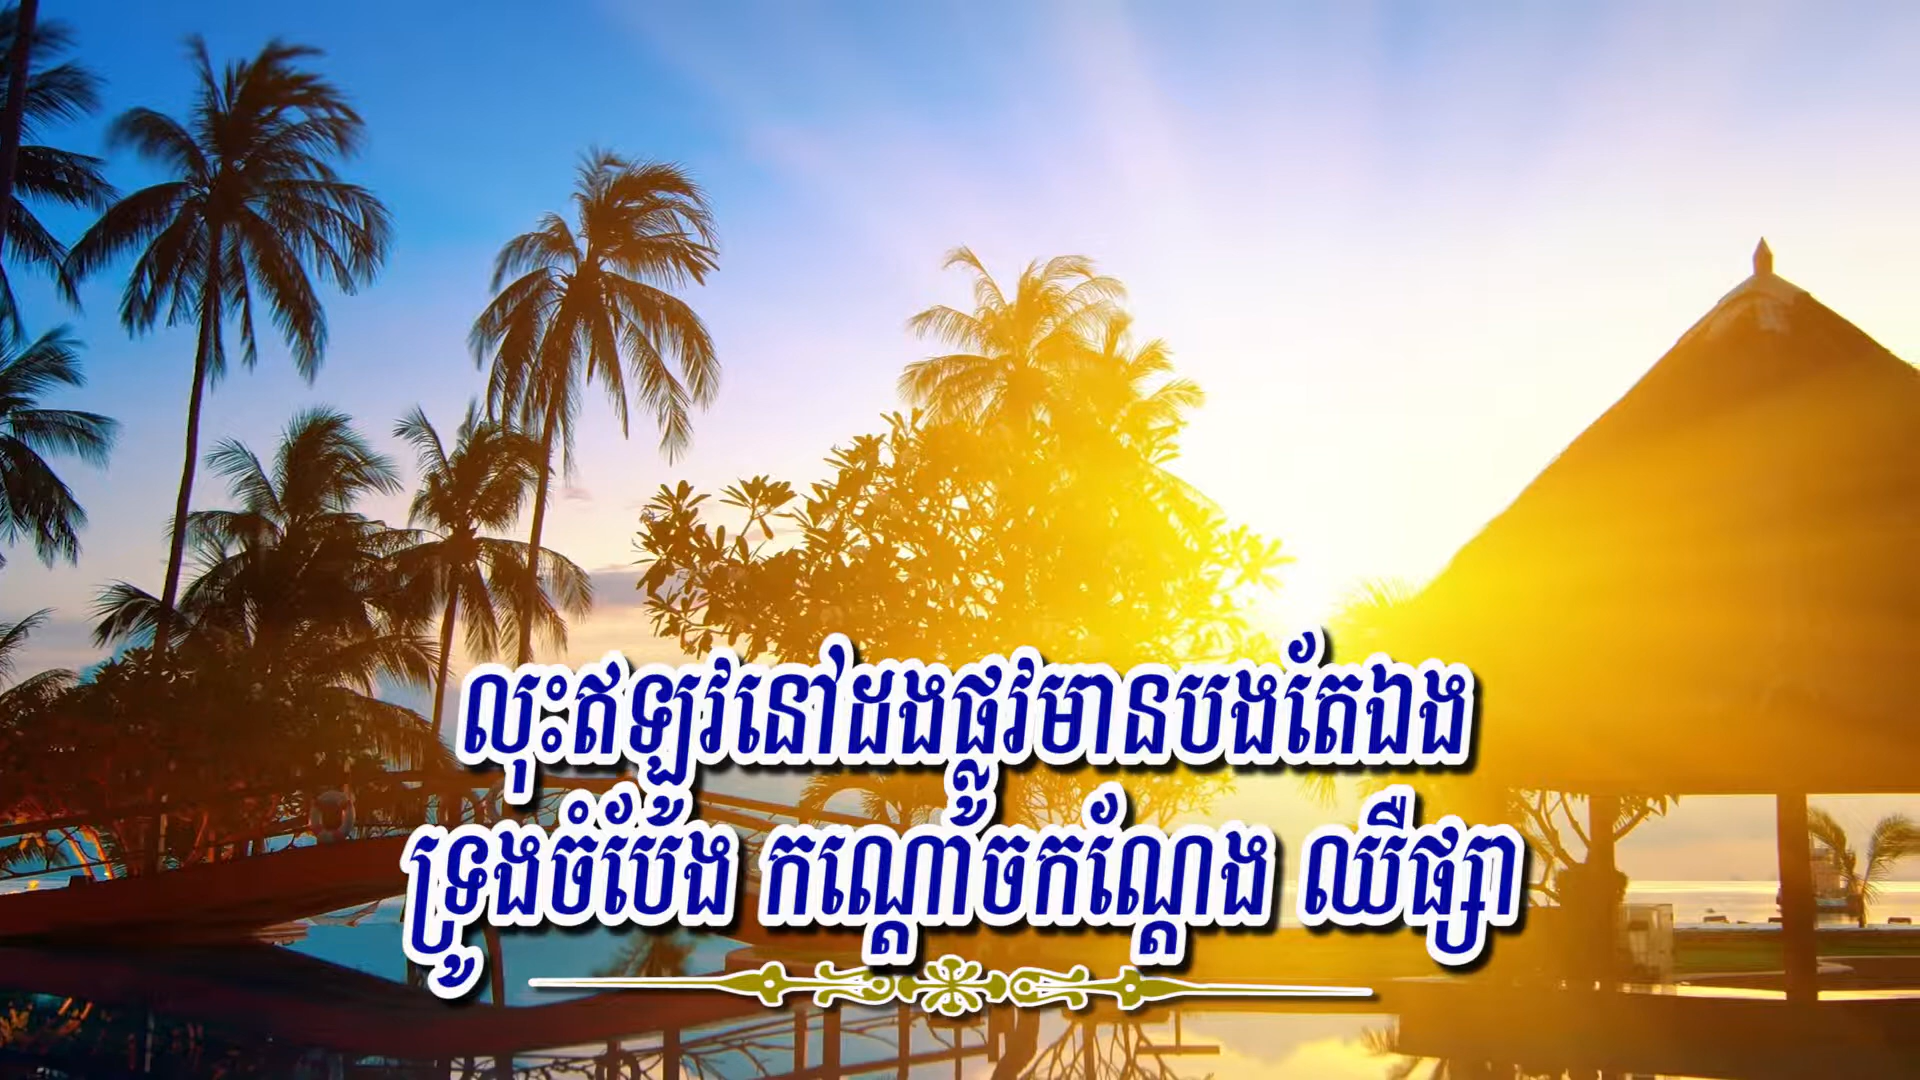 លុះឥឡូវនៅដងផ្លូវមានបងតែឯង
ទ្រូងចំបែង កណ្ដោចកណ្ដែង ឈឺផ្សា